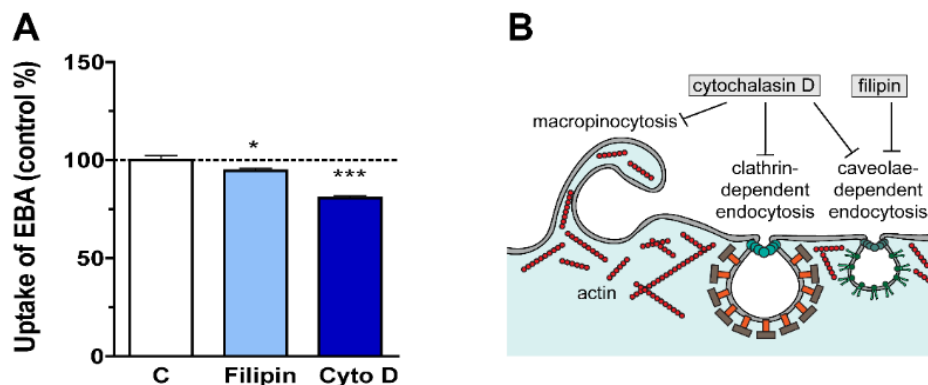 A
Uptake of EBA (control %)
150
100
50
0
*
***
C Filipin Cyto D
B
cytochalasin D filipin
macropinocytosis
clathrin-
dependent
endocytosis
caveolae-
dependent
endocytosis
actin